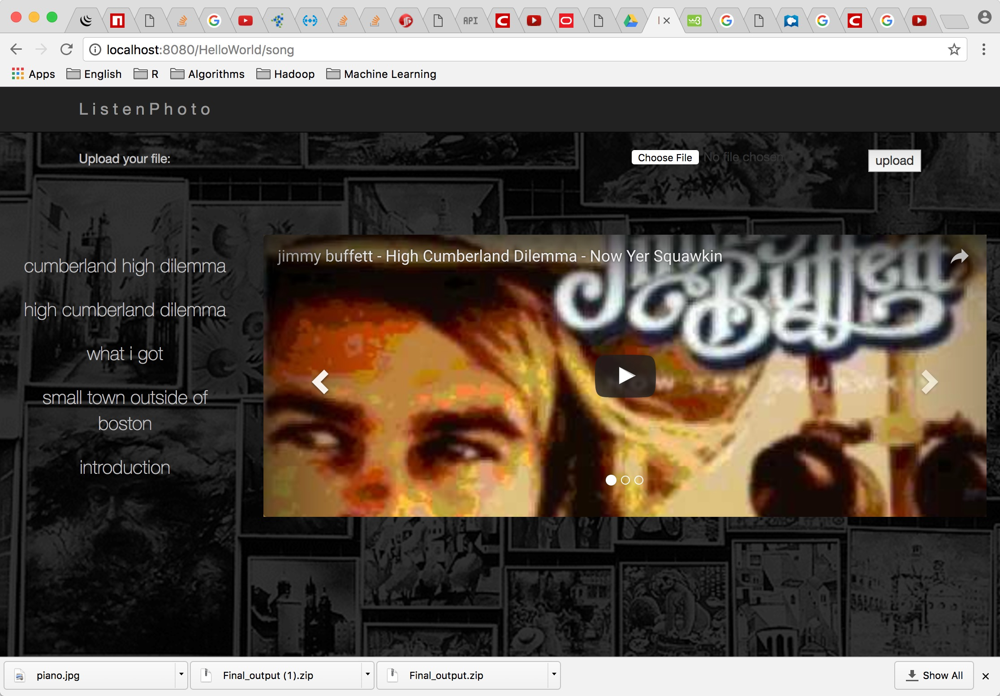 API
localhost:8080/HelloWorld/song
Apps English R Algorithms Hadoop Machine Learning
ListenPhoto
Upload your file: Choose File No file chosen upload
jimmy buffett - High Cumberland Dilemma - Now Yer Squawkin
Jimmy
Buffett
cumberland high dilemma
high cumberland dilemma
what i got
small town outside of
boston
introduction
piano.jpg Final_output (1).zip Final_output.zip Show All